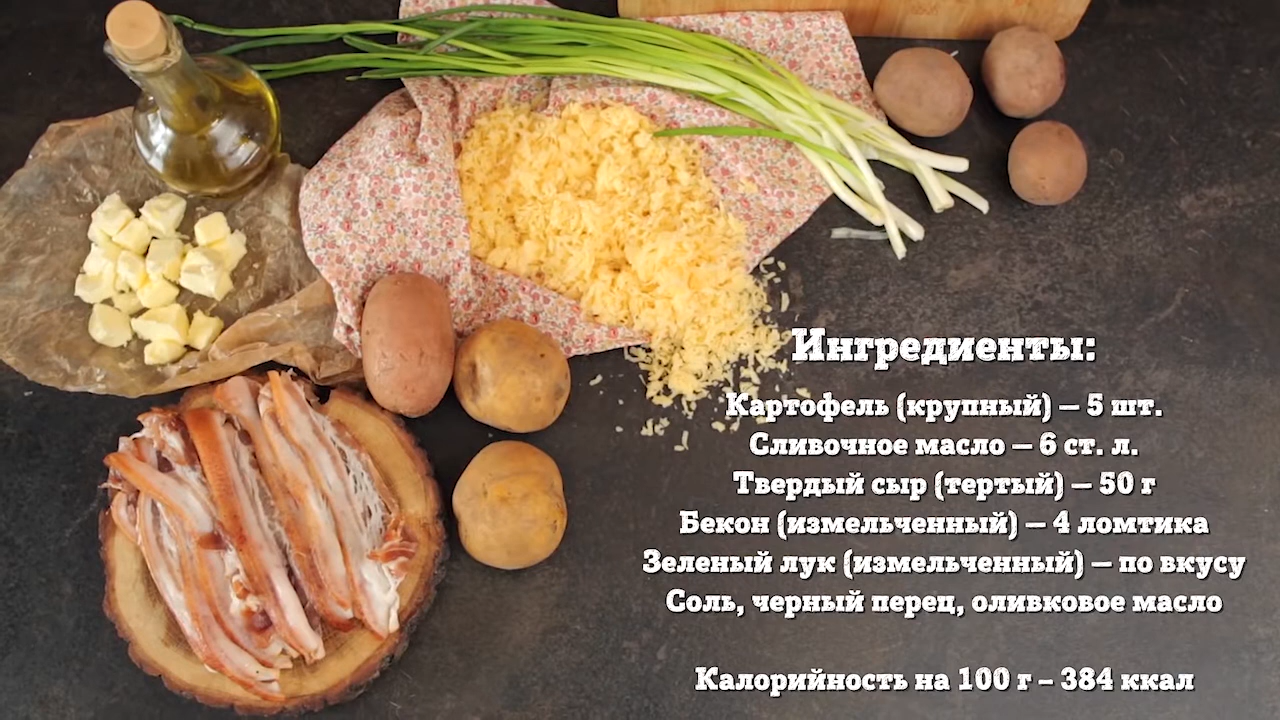 Ингредиенты:
Картофель (крупный) – 5 шт.
Сливочное масло – 6 ст. л.
Твердый сыр (тертый) – 50 г
Бекон (измельченный) – 4 ломтика
Зеленый лук (измельченный) – по вкусу
Соль, черный перец, оливковое масло
Калорийность на 100 г – 384 ккал